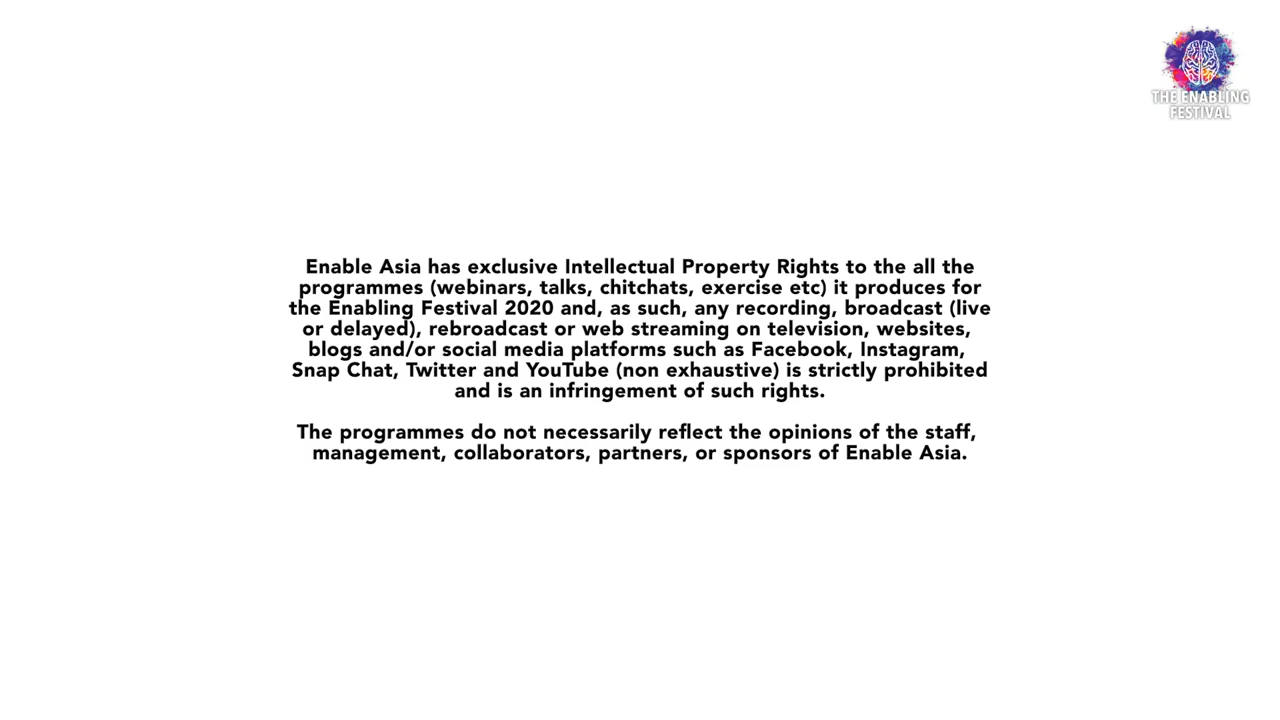 THE ENABLING
FESTIVAL
Enable Asia has exclusive Intellectual Property Rights to the all the
programmes (webinars, talks, chitchats, exercise etc) it produces for
the Enabling Festival 2020 and, as such, any recording, broadcast (live
or delayed), rebroadcast or web streaming on television, websites,
blogs and/or social media platforms such as Facebook, Instagram,
Snap Chat, Twitter and YouTube (non exhaustive) is strictly prohibited
and is an infringement of such rights.
The programmes do not necessarily reflect the opinions of the staff,
management, collaborators, partners, or sponsors of Enable Asia.